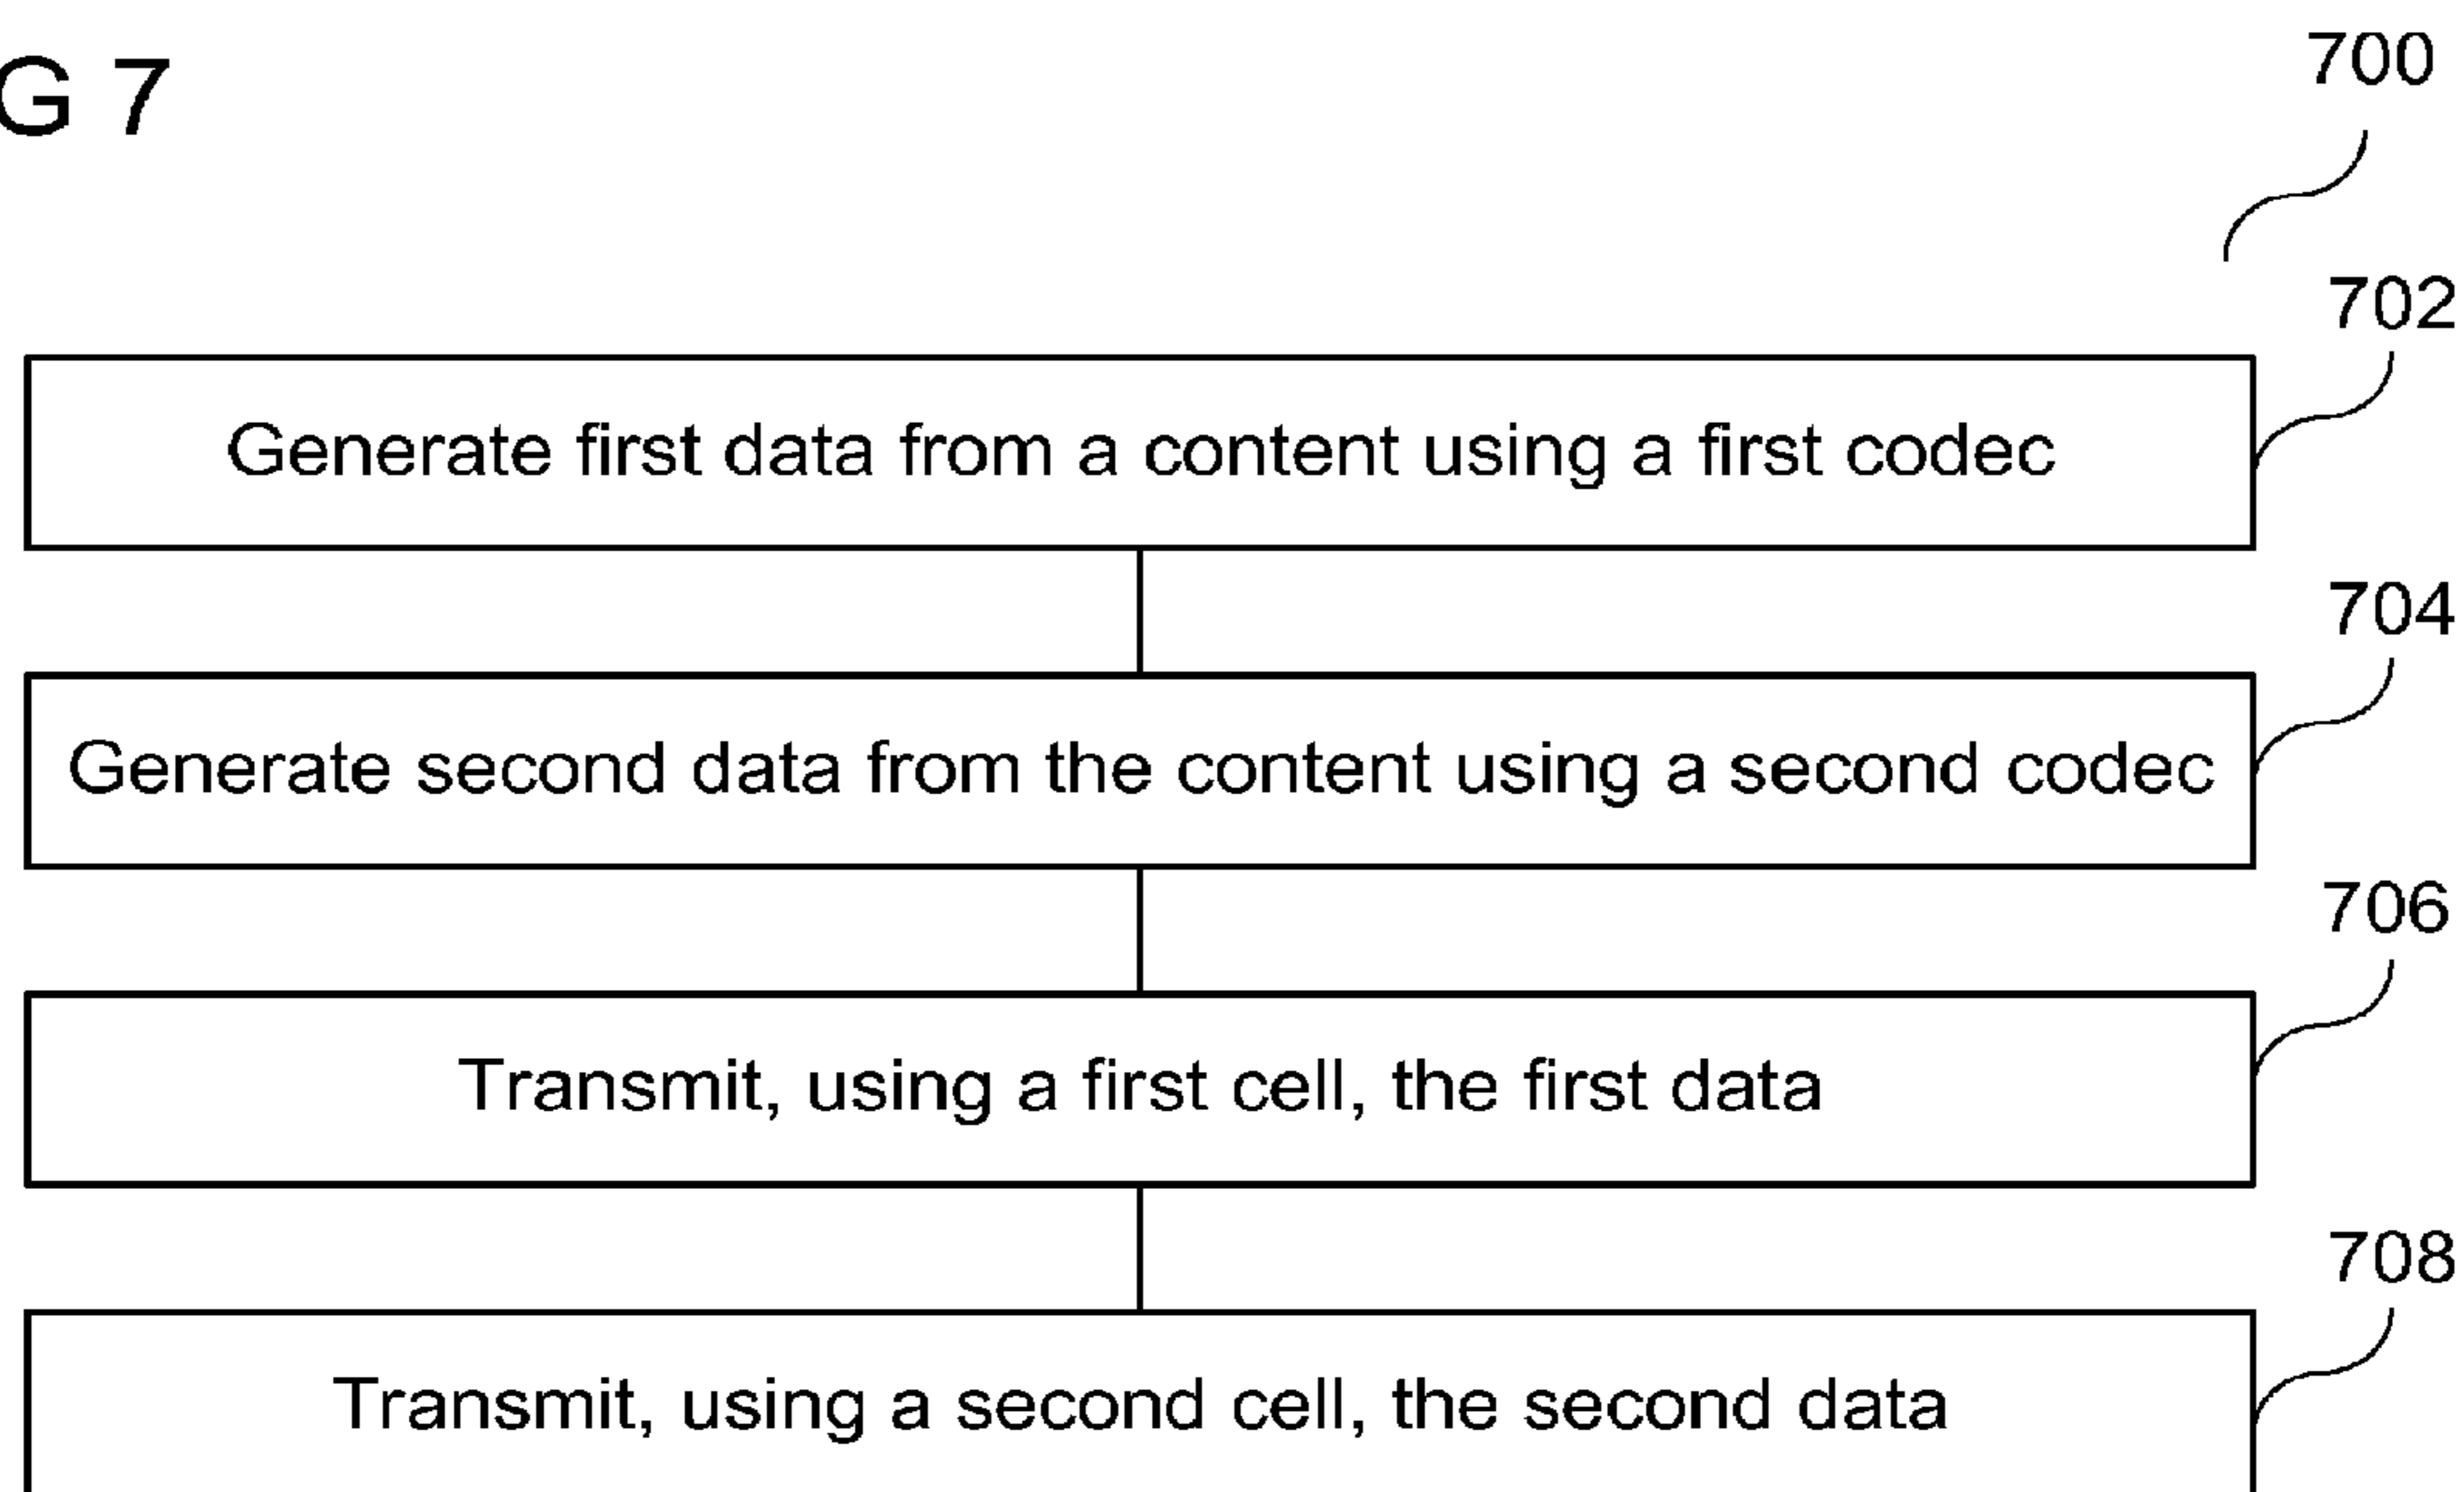 G 7
700
702
Generate first data from a content using a first codec
704
Generate second data from the content using a second codec
706
Transmit, using a first cell, the first data
708
Transmit, using a second cell, the second data